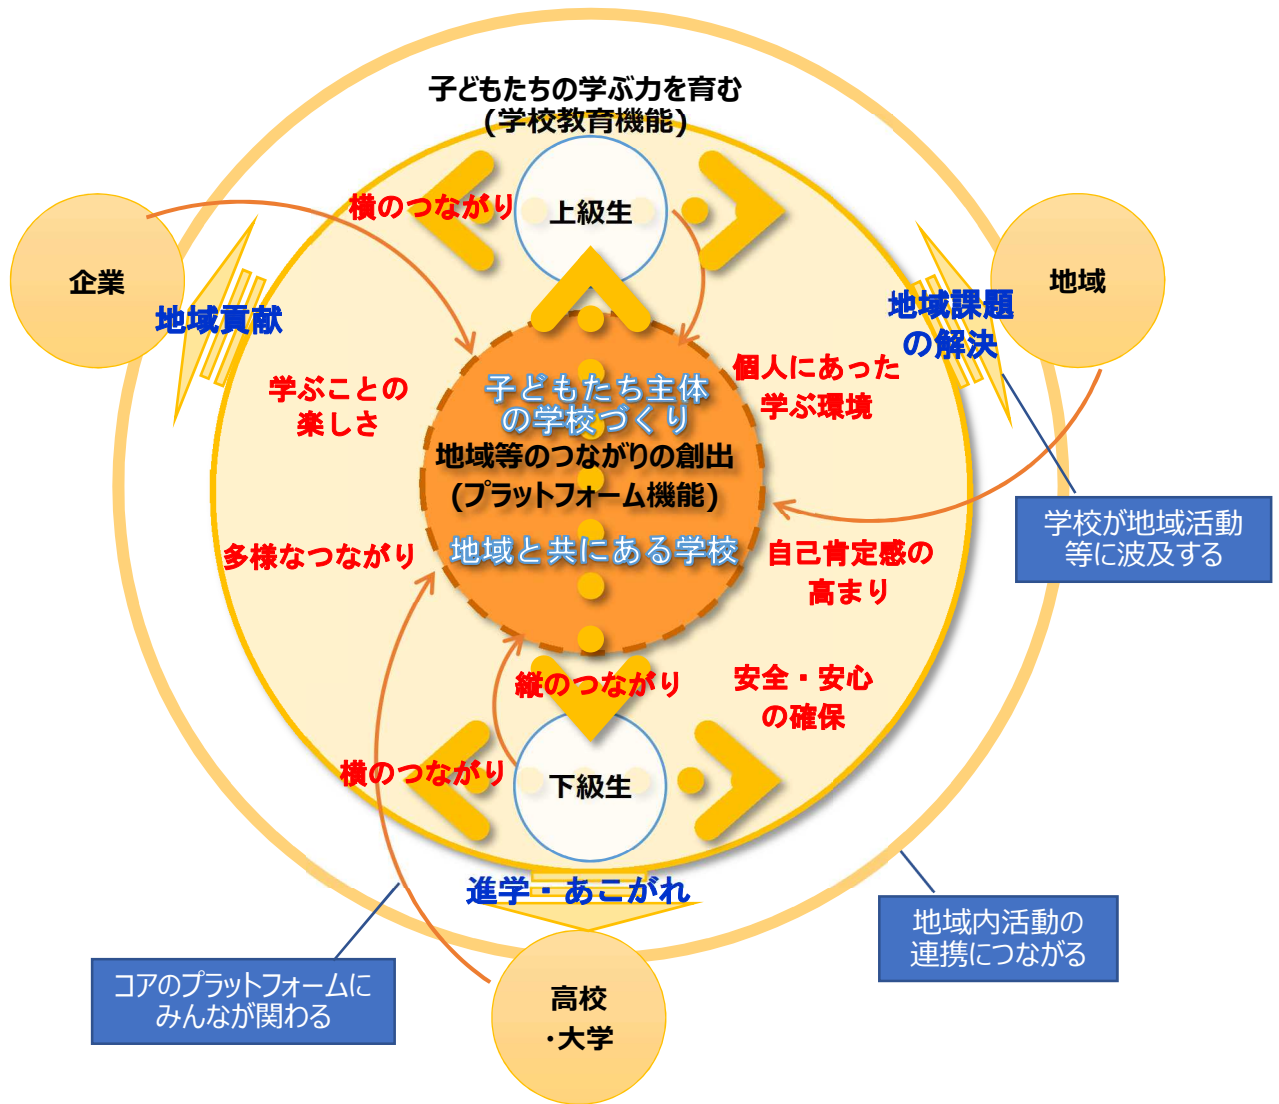 子どもたちの学ぶ力を育む
(学校教育機能)
横のつながり
上級生
企業
地域
地域貢献
地域課題
の解決
学ぶことの
楽しさ
個人にあった
学ぶ環境
子どもたち主体
の学校づくり
地域等のつながりの創出
(プラットフォーム機能)
地域と共にある学校
学校が地域活動
等に波及する
多様なつながり
自己肯定感の
高まり
縦のつながり
安全・安心
の確保
横のつながり
下級生
進学・あこがれ
地域内活動の
連携につながる
コアのプラットフォームに
みんなが関わる
高校
・大学